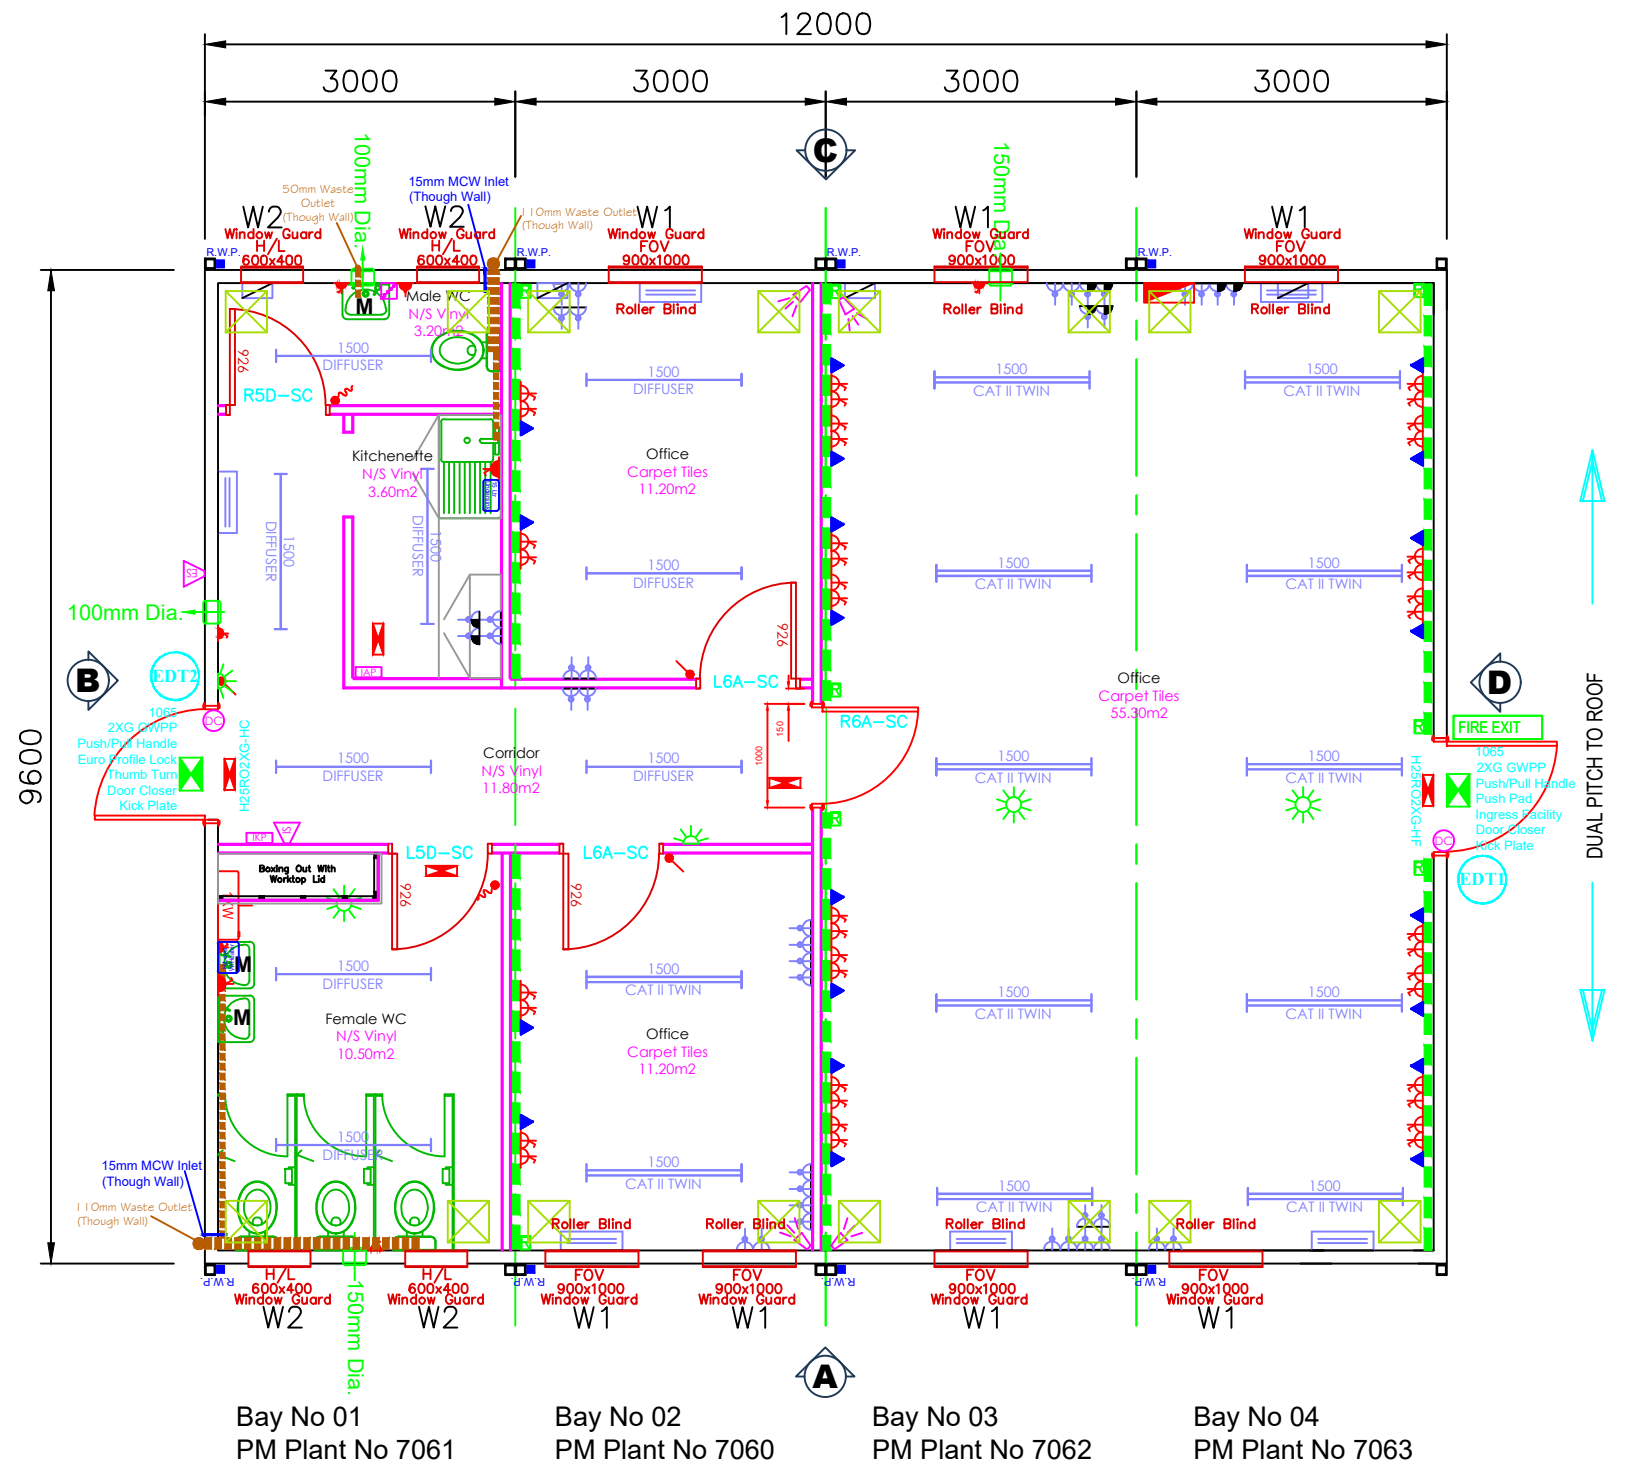 12000
3000
3000
3000
3000
C
100mm Dia.
150mm Dia.
50mm Waste
Outlet
(Though Wall)
15mm MCW Inlet
(Though Wall)
110mm Waste Outlet
(Though Wall)
W2
Window Guard
H/L
600x400
W2
Window Guard
H/L
600x400
W1
Window Guard
FOV
900x1000
W1
Window Guard
FOV
900x1000
W1
Window Guard
FOV
900x1000
R.W.P.
R.W.P.
R.W.P.
R.W.P.
Roller Blind
Roller Blind
Roller Blind
M
Male WC
N/S Vinyl
3.20m2
1500
DIFFUSER
926
R5D-SC
1500
DIFFUSER
1500
CAT II TWIN
1500
CAT II TWIN
Kitchenette
N/S Vinyl
3.60m2
Office
Carpet Tiles
11.20m2
1500
DIFFUSER
1500
DIFFUSER
1500
DIFFUSER
1500
CAT II TWIN
1500
CAT II TWIN
ES
100mm Dia.
B
EDT2
926
L6A-SC
Office
Carpet Tiles
55.30m2
D
DUAL PITCH TO ROOF
9600
DC
1065
2XG GWPP
Push/Pull Handle
Euro Profile Lock
Thumb Turn
Door Closer
Kick Plate
H25RO2XG-HC
1500
DIFFUSER
Corridor
N/S Vinyl
11.80m2
1500
DIFFUSER
1000
150
R6A-SC
1500
CAT II TWIN
1500
CAT II TWIN
FIRE EXIT
H25RO2XG-HF
1065
2XG GWPP
Push/Pull Handle
Push Pad
Ingress Facility
Door Closer
Kick Plate
DC
EDT1
L5D-SC
L6A-SC
Boxing Out With
Worktop Lid
926
926
M
M
1500
DIFFUSER
1500
CAT II TWIN
1500
CAT II TWIN
1500
CAT II TWIN
Female WC
N/S Vinyl
10.50m2
Office
Carpet Tiles
11.20m2
1500
DIFFUSER
1500
CAT II TWIN
1500
CAT II TWIN
1500
CAT II TWIN
15mm MCW Inlet
(Though Wall)
110mm Waste Outlet
(Though Wall)
Roller Blind
Roller Blind
Roller Blind
Roller Blind
R.W.P.
R.W.P.
R.W.P.
R.W.P.
H/L
600x400
Window Guard
W2
H/L
600x400
Window Guard
W2
FOV
900x1000
Window Guard
W1
FOV
900x1000
Window Guard
W1
FOV
900x1000
Window Guard
W1
FOV
900x1000
Window Guard
W1
150mm Dia.
A
Bay No 01
PM Plant No 7061
Bay No 02
PM Plant No 7060
Bay No 03
PM Plant No 7062
Bay No 04
PM Plant No 7063